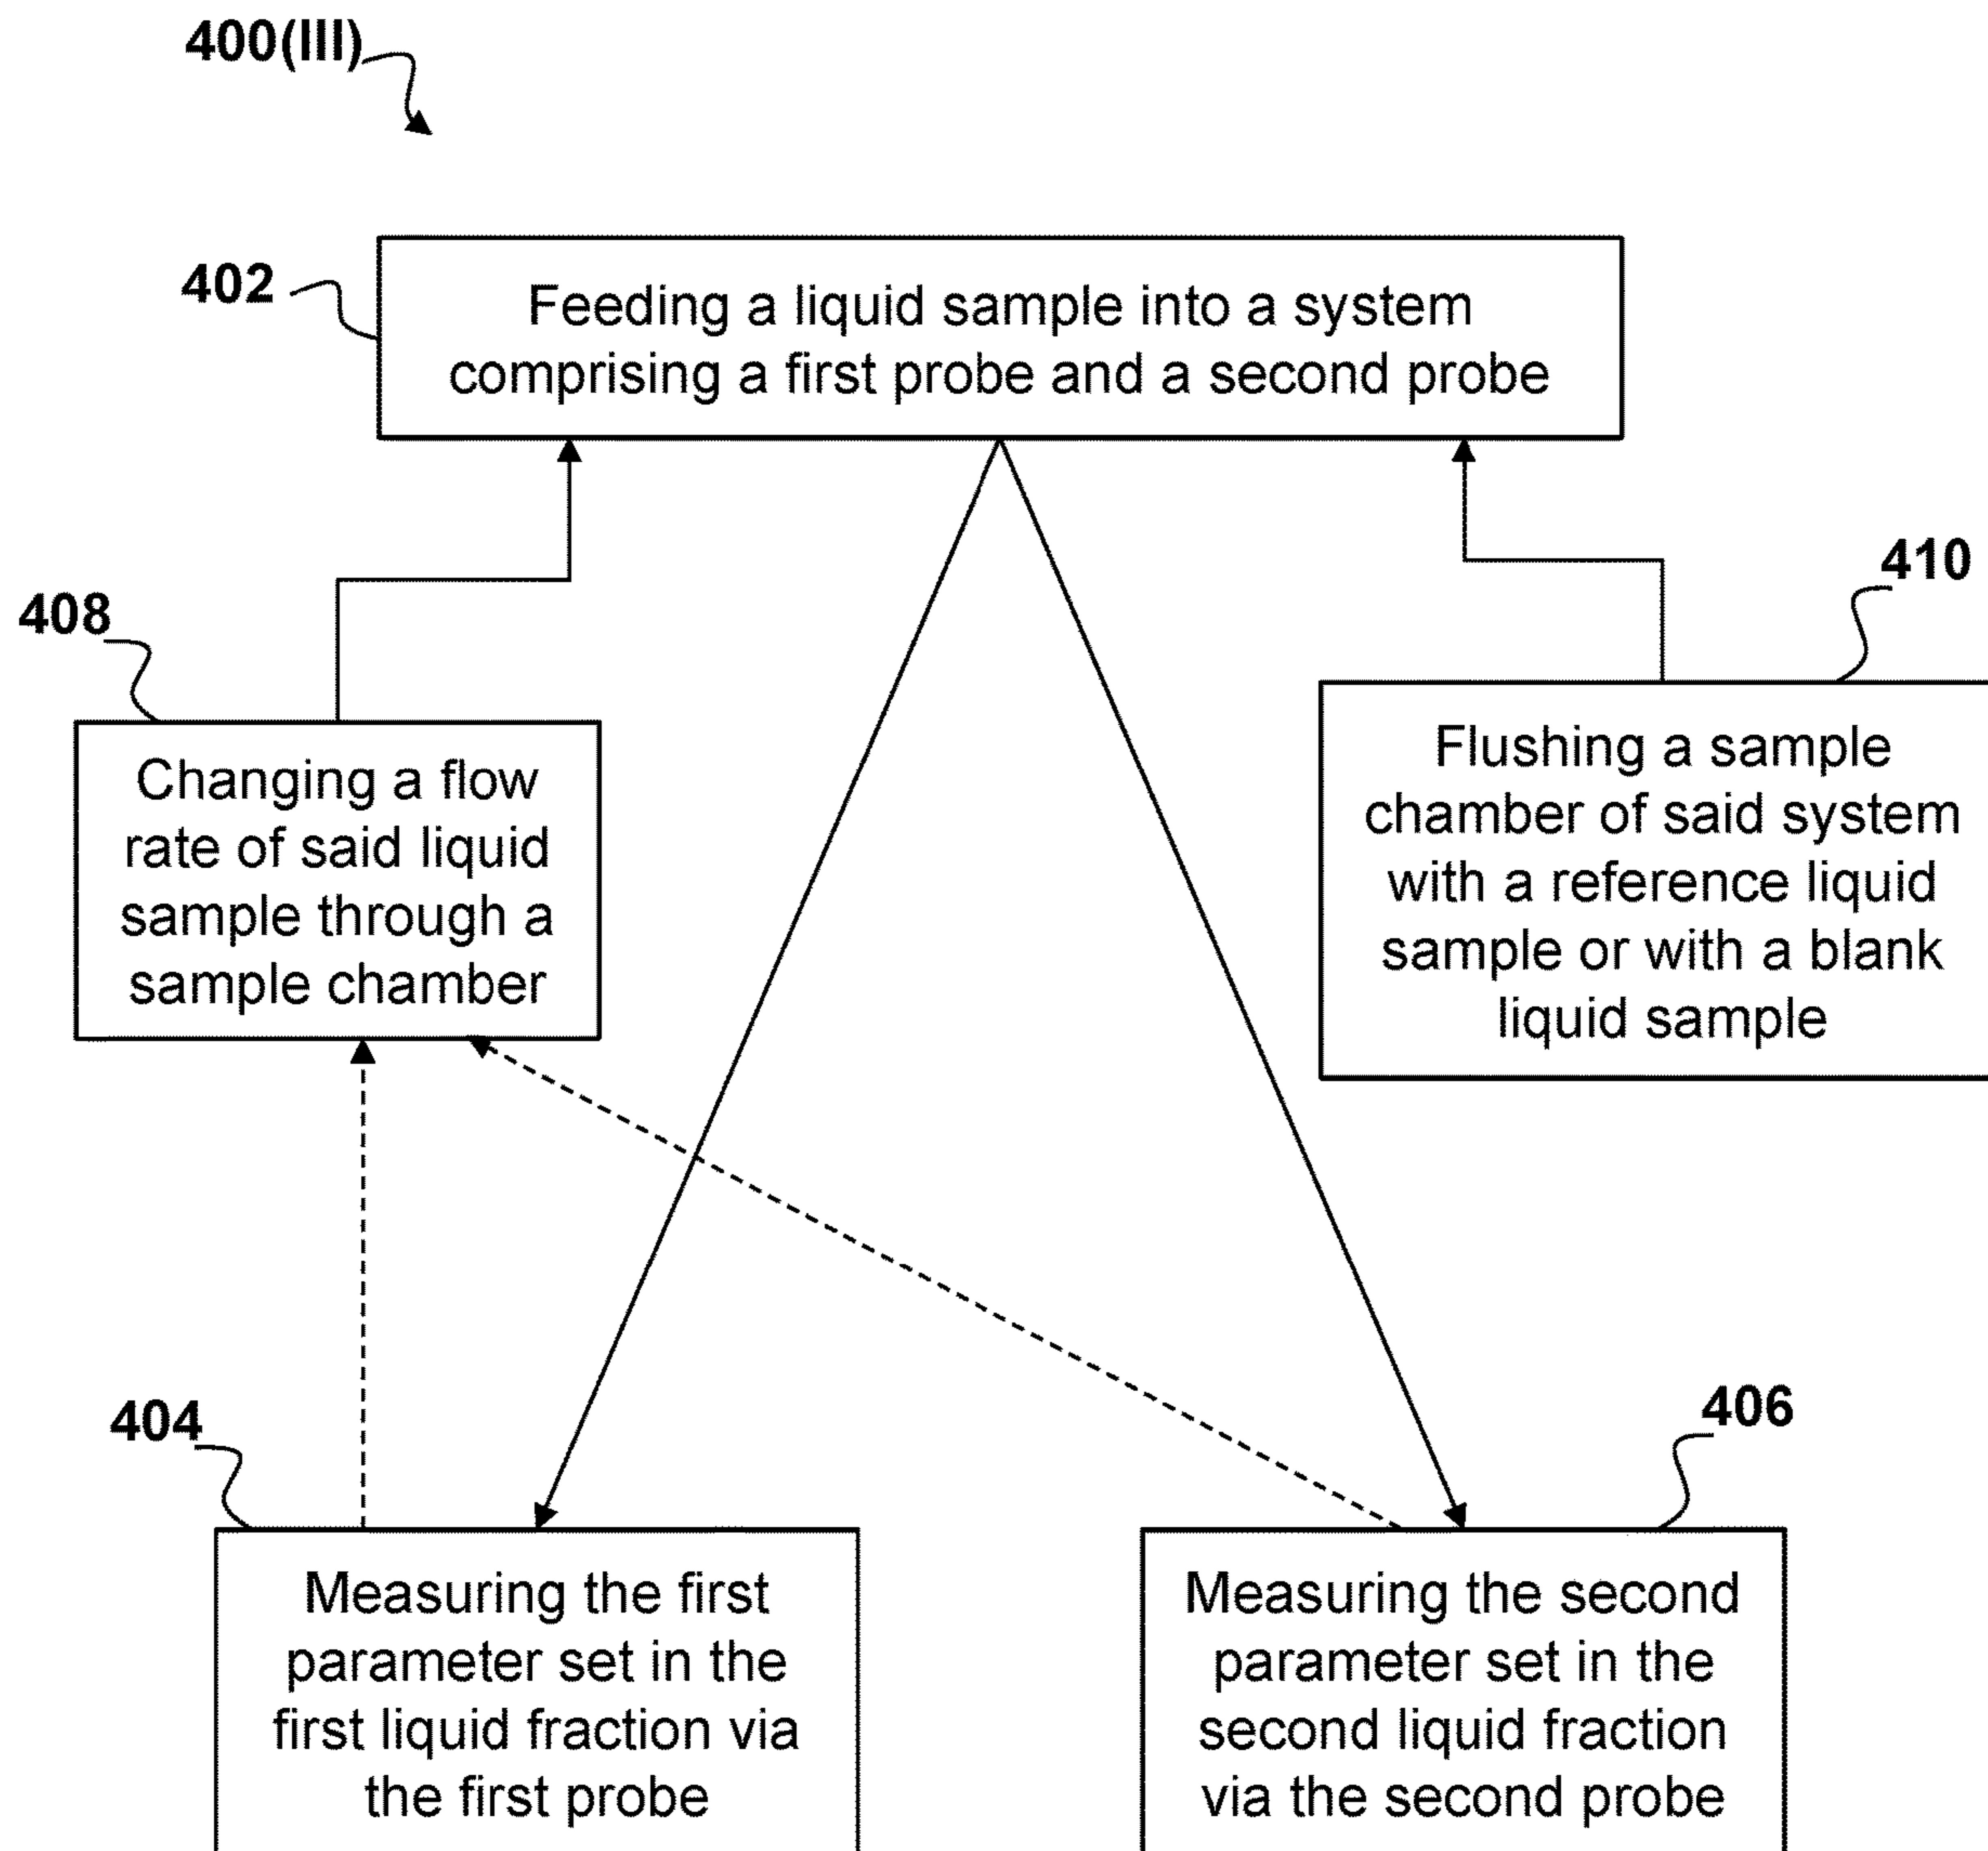 400(III)
402
Feeding a liquid sample into a system
comprising a first probe and a second probe
408
Changing a flow
rate of said liquid
sample through a
sample chamber
410
Flushing a sample
chamber of said system
with a reference liquid
sample or with a blank
liquid sample
404
Measuring the first
parameter set in the
first liquid fraction via
the first probe
406
Measuring the second
parameter set in the
second liquid fraction
via the second probe